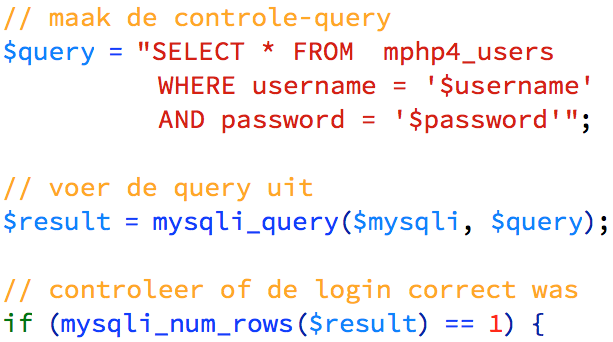 // maak de controle-query
$query = "SELECT * FROM  mphp4_users
WHERE username = '$username'
AND password = '$password'";
// voer de query uit
$result = mysqli_query($mysqli, $query);
// controleer of de login correct was
if (mysqli_num_rows($result) == 1) {